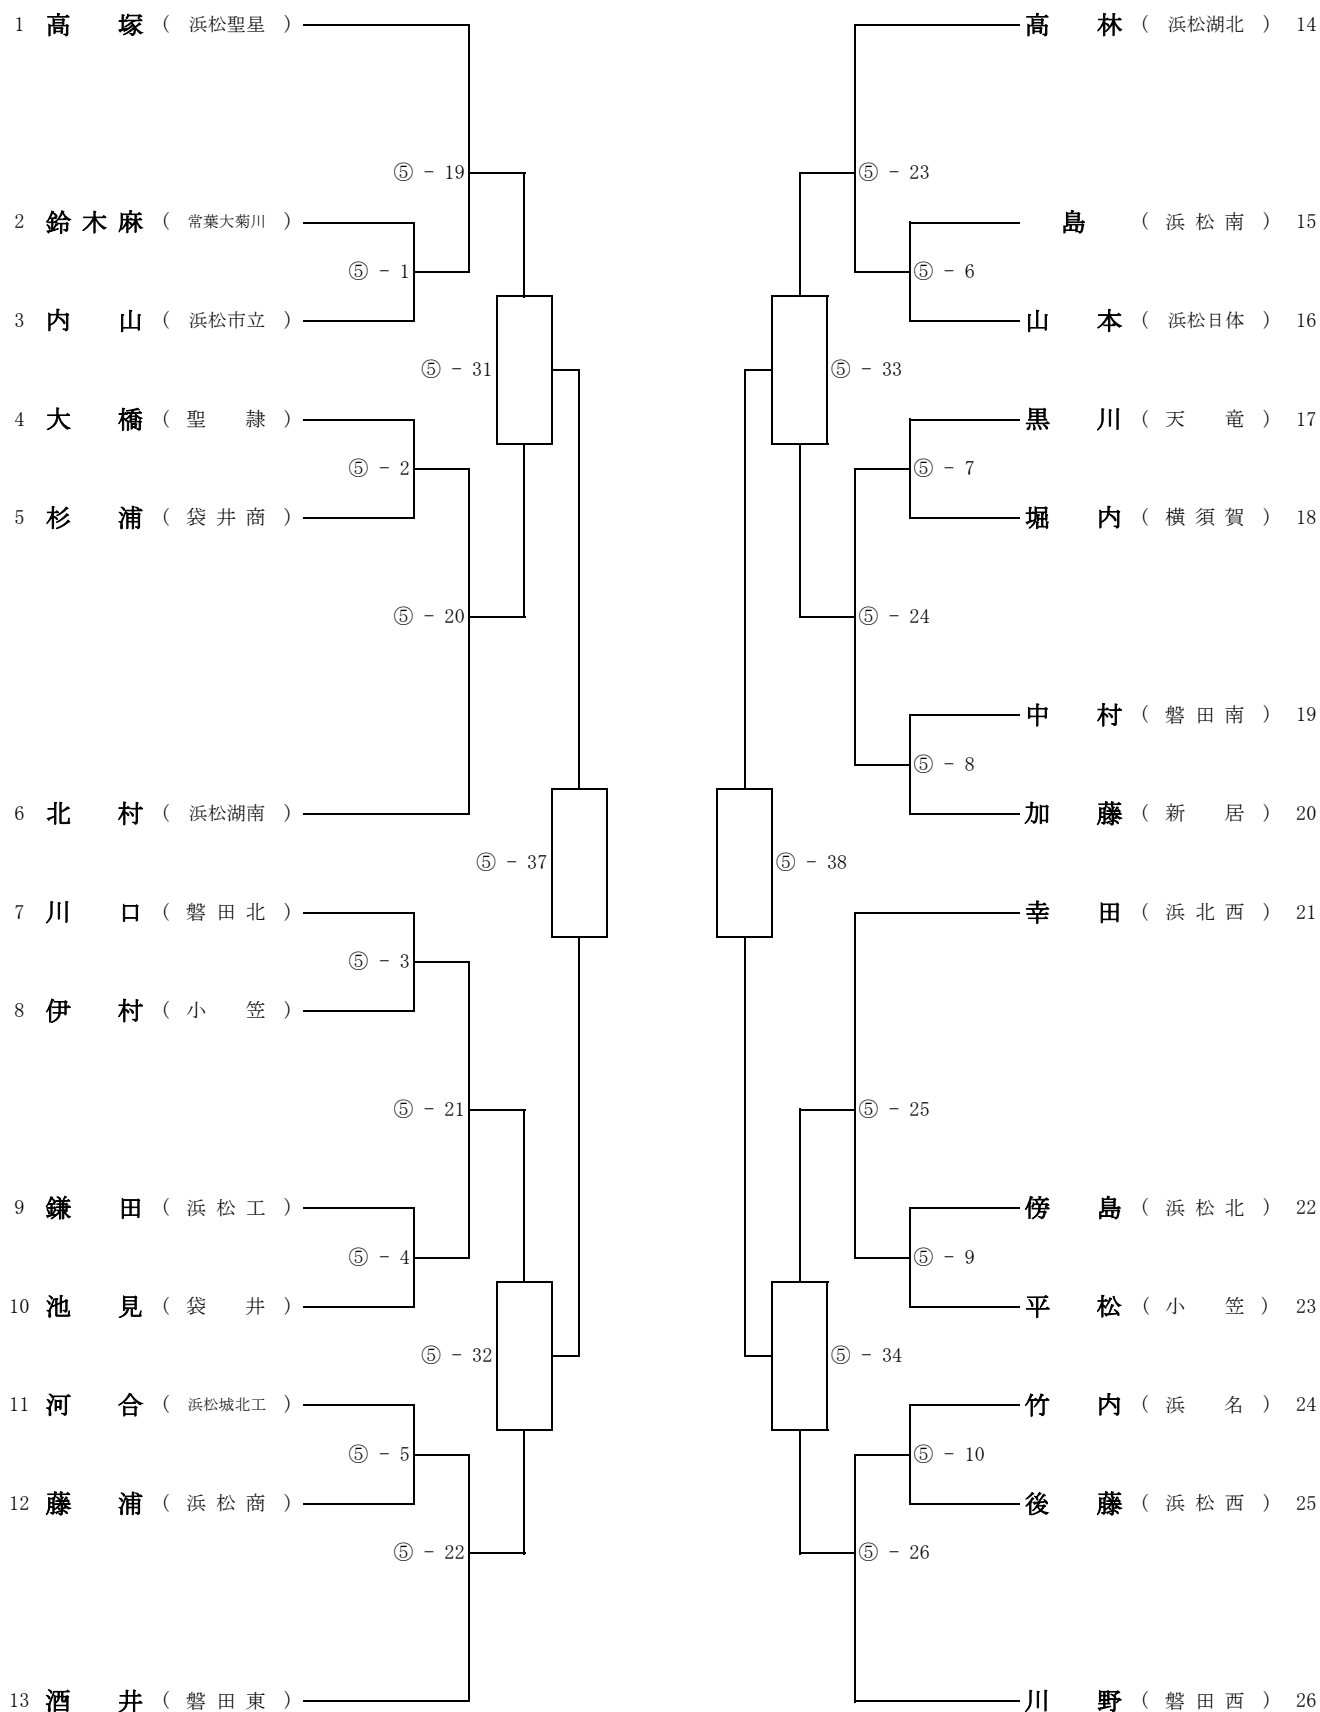 1 高塚 ( 浜松聖星 )
⑤ - 19
2 鈴木麻 ( 常葉大菊川 )
⑤ - 1
3 内山 ( 浜松市立 )
⑤ - 31
4 大橋 ( 聖隷 )
⑤ - 2
5 杉浦 ( 袋井商 )
⑤ - 20
6 北村 ( 浜松湖南 )
⑤ - 37
7 川口 ( 磐田北 )
⑤ - 3
8 伊村 ( 小笠 )
⑤ - 21
9 鎌田 ( 浜松工 )
⑤ - 4
10 池見 ( 袋井 )
⑤ - 32
11 河合 ( 浜松城北工 )
⑤ - 5
12 藤浦 ( 浜松商 )
⑤ - 22
13 酒井 ( 磐田東 )
高林 ( 浜松湖北 ) 14
⑤ - 23
島 ( 浜松南 ) 15
⑤ - 6
山本 ( 浜松日体 ) 16
⑤ - 33
黒川 ( 天竜 ) 17
⑤ - 7
堀内 ( 横須賀 ) 18
⑤ - 24
中村 ( 磐田南 ) 19
⑤ - 8
加藤 ( 新居 ) 20
⑤ - 38
幸田 ( 浜北西 ) 21
⑤ - 25
傍島 ( 浜松北 ) 22
⑤ - 9
平松 ( 小笠 ) 23
⑤ - 34
竹内 ( 浜名 ) 24
⑤ - 10
後藤 ( 浜松西 ) 25
⑤ - 26
川野 ( 磐田西 ) 26